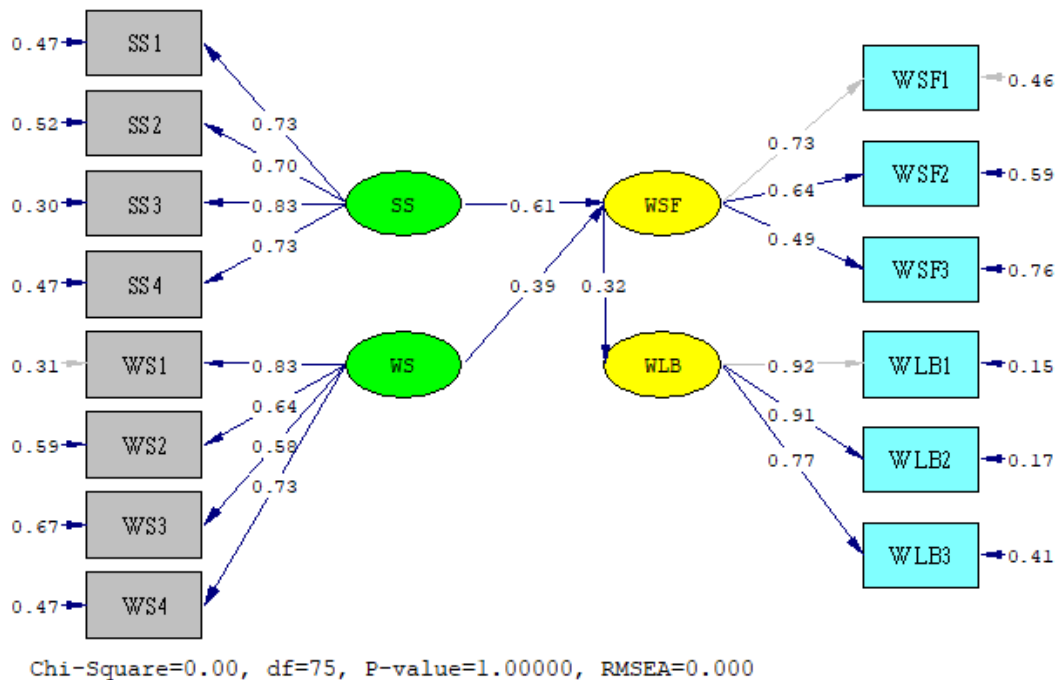 0.47 SS1
0.52 SS2
0.30 SS3
0.47 SS4
0.31 WS1
0.59 WS2
0.67 WS3
0.47 WS4
0.73
0.70
0.83
0.73
0.83
0.64
0.58
0.73
SS
WS
0.61
0.39
0.32
WSF
WLB
0.73
0.64
0.49
0.92
0.91
0.77
WSF1 0.46
WSF2 0.59
WSF3 0.76
WLB1 0.15
WLB2 0.17
WLB3 0.41
Chi-Square=0.00, df=75, P-value=1.00000, RMSEA=0.000